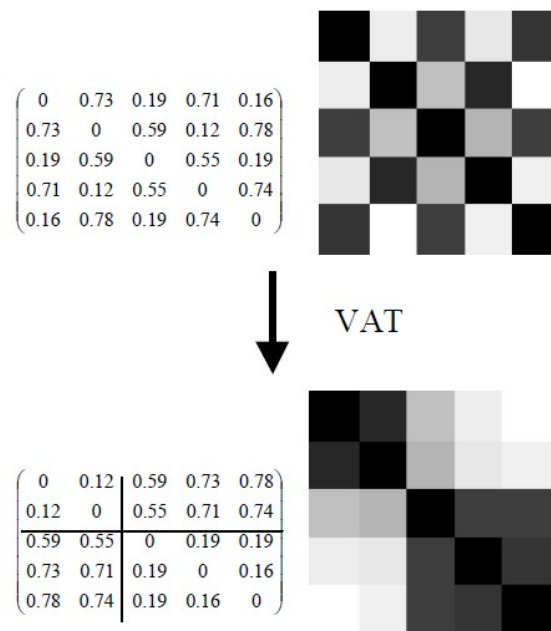 0 0.73 0.19 0.71 0.16
0.73 0 0.59 0.12 0.78
0.19 0.59 0 0.55 0.19
0.71 0.12 0.55 0 0.74
0.16 0.78 0.19 0.74 0
VAT
0 0.12 0.59 0.73 0.78
0.12 0 0.55 0.71 0.74
0.59 0.55 0 0.19 0.19
0.73 0.71 0.19 0 0.16
0.78 0.74 0.19 0.16 0